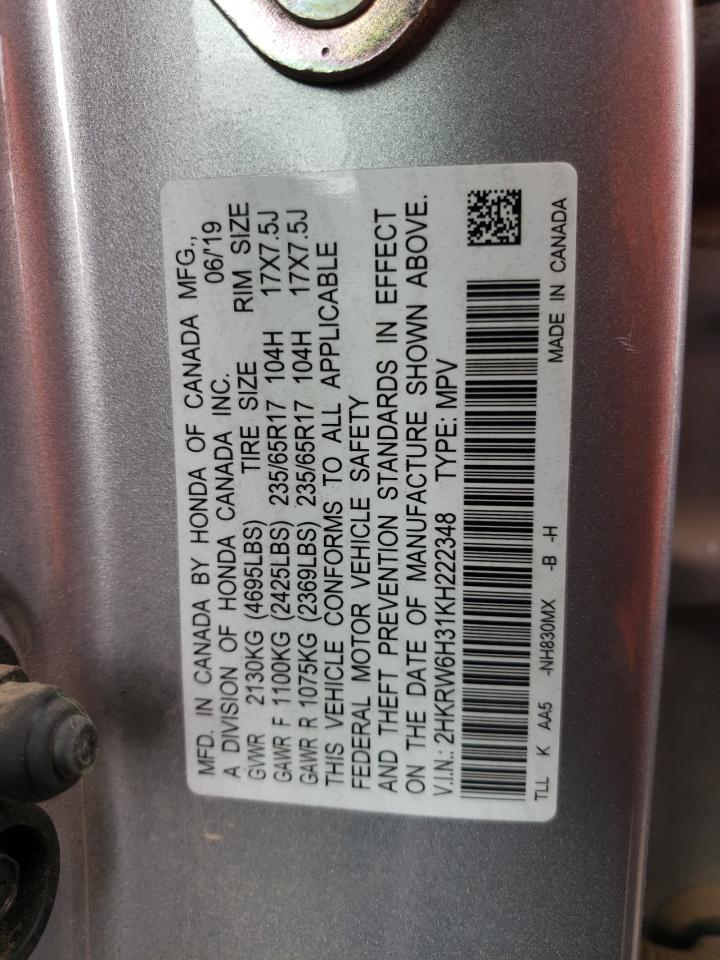 MFD. IN CANADA BY HONDA OF CANADA MFG.,
A DIVISION OF HONDA CANADA INC. 06/'19
GVWR 2130KG (4695LBS) TIRE SIZE RIM SIZE
GAWR F 1100KG (2425LBS) 235/65R17 104H 17X7.5J
GAWR R 1075KG (2369LBS) 235/65R17 104H 17X7.5J
THIS VEHICLE CONFORMS TO ALL APPLICABLE
FEDERAL MOTOR VEHICLE SAFETY
AND THEFT PREVENTION STANDARDS IN EFFECT
ON THE DATE OF MANUFACTURE SHOWN ABOVE.
V.I.N.: 2HKRW6H31KH222348 TYPE: MPV
TLL K AA5 -NH830MX -B -H MADE IN CANADA